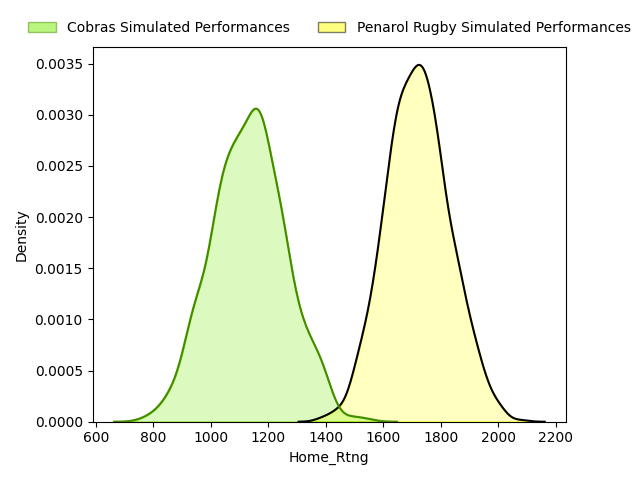 Cobras Simulated Performances
Penarol Rugby Simulated Performances
0.0035
0.0030
0.0025
0.0020
0.0015
0.0010
0.0005
0.0000
Density
600 800 1000 1200 1400 1600 1800 2000 2200
Home_Rtng